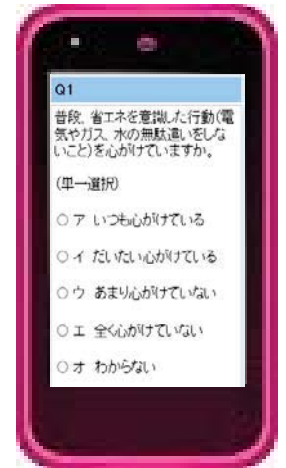 Q1
普段、省エネを意識した行動(電
気やガス、水の無駄遣いをしな
いこと)を心がけていますか。
(単一選択)
○ ア いつも心がけている
○ イ だいたい心がけている
○ ウ あまり心がけていない
○ エ 全く心がけていない
○ オ わからない